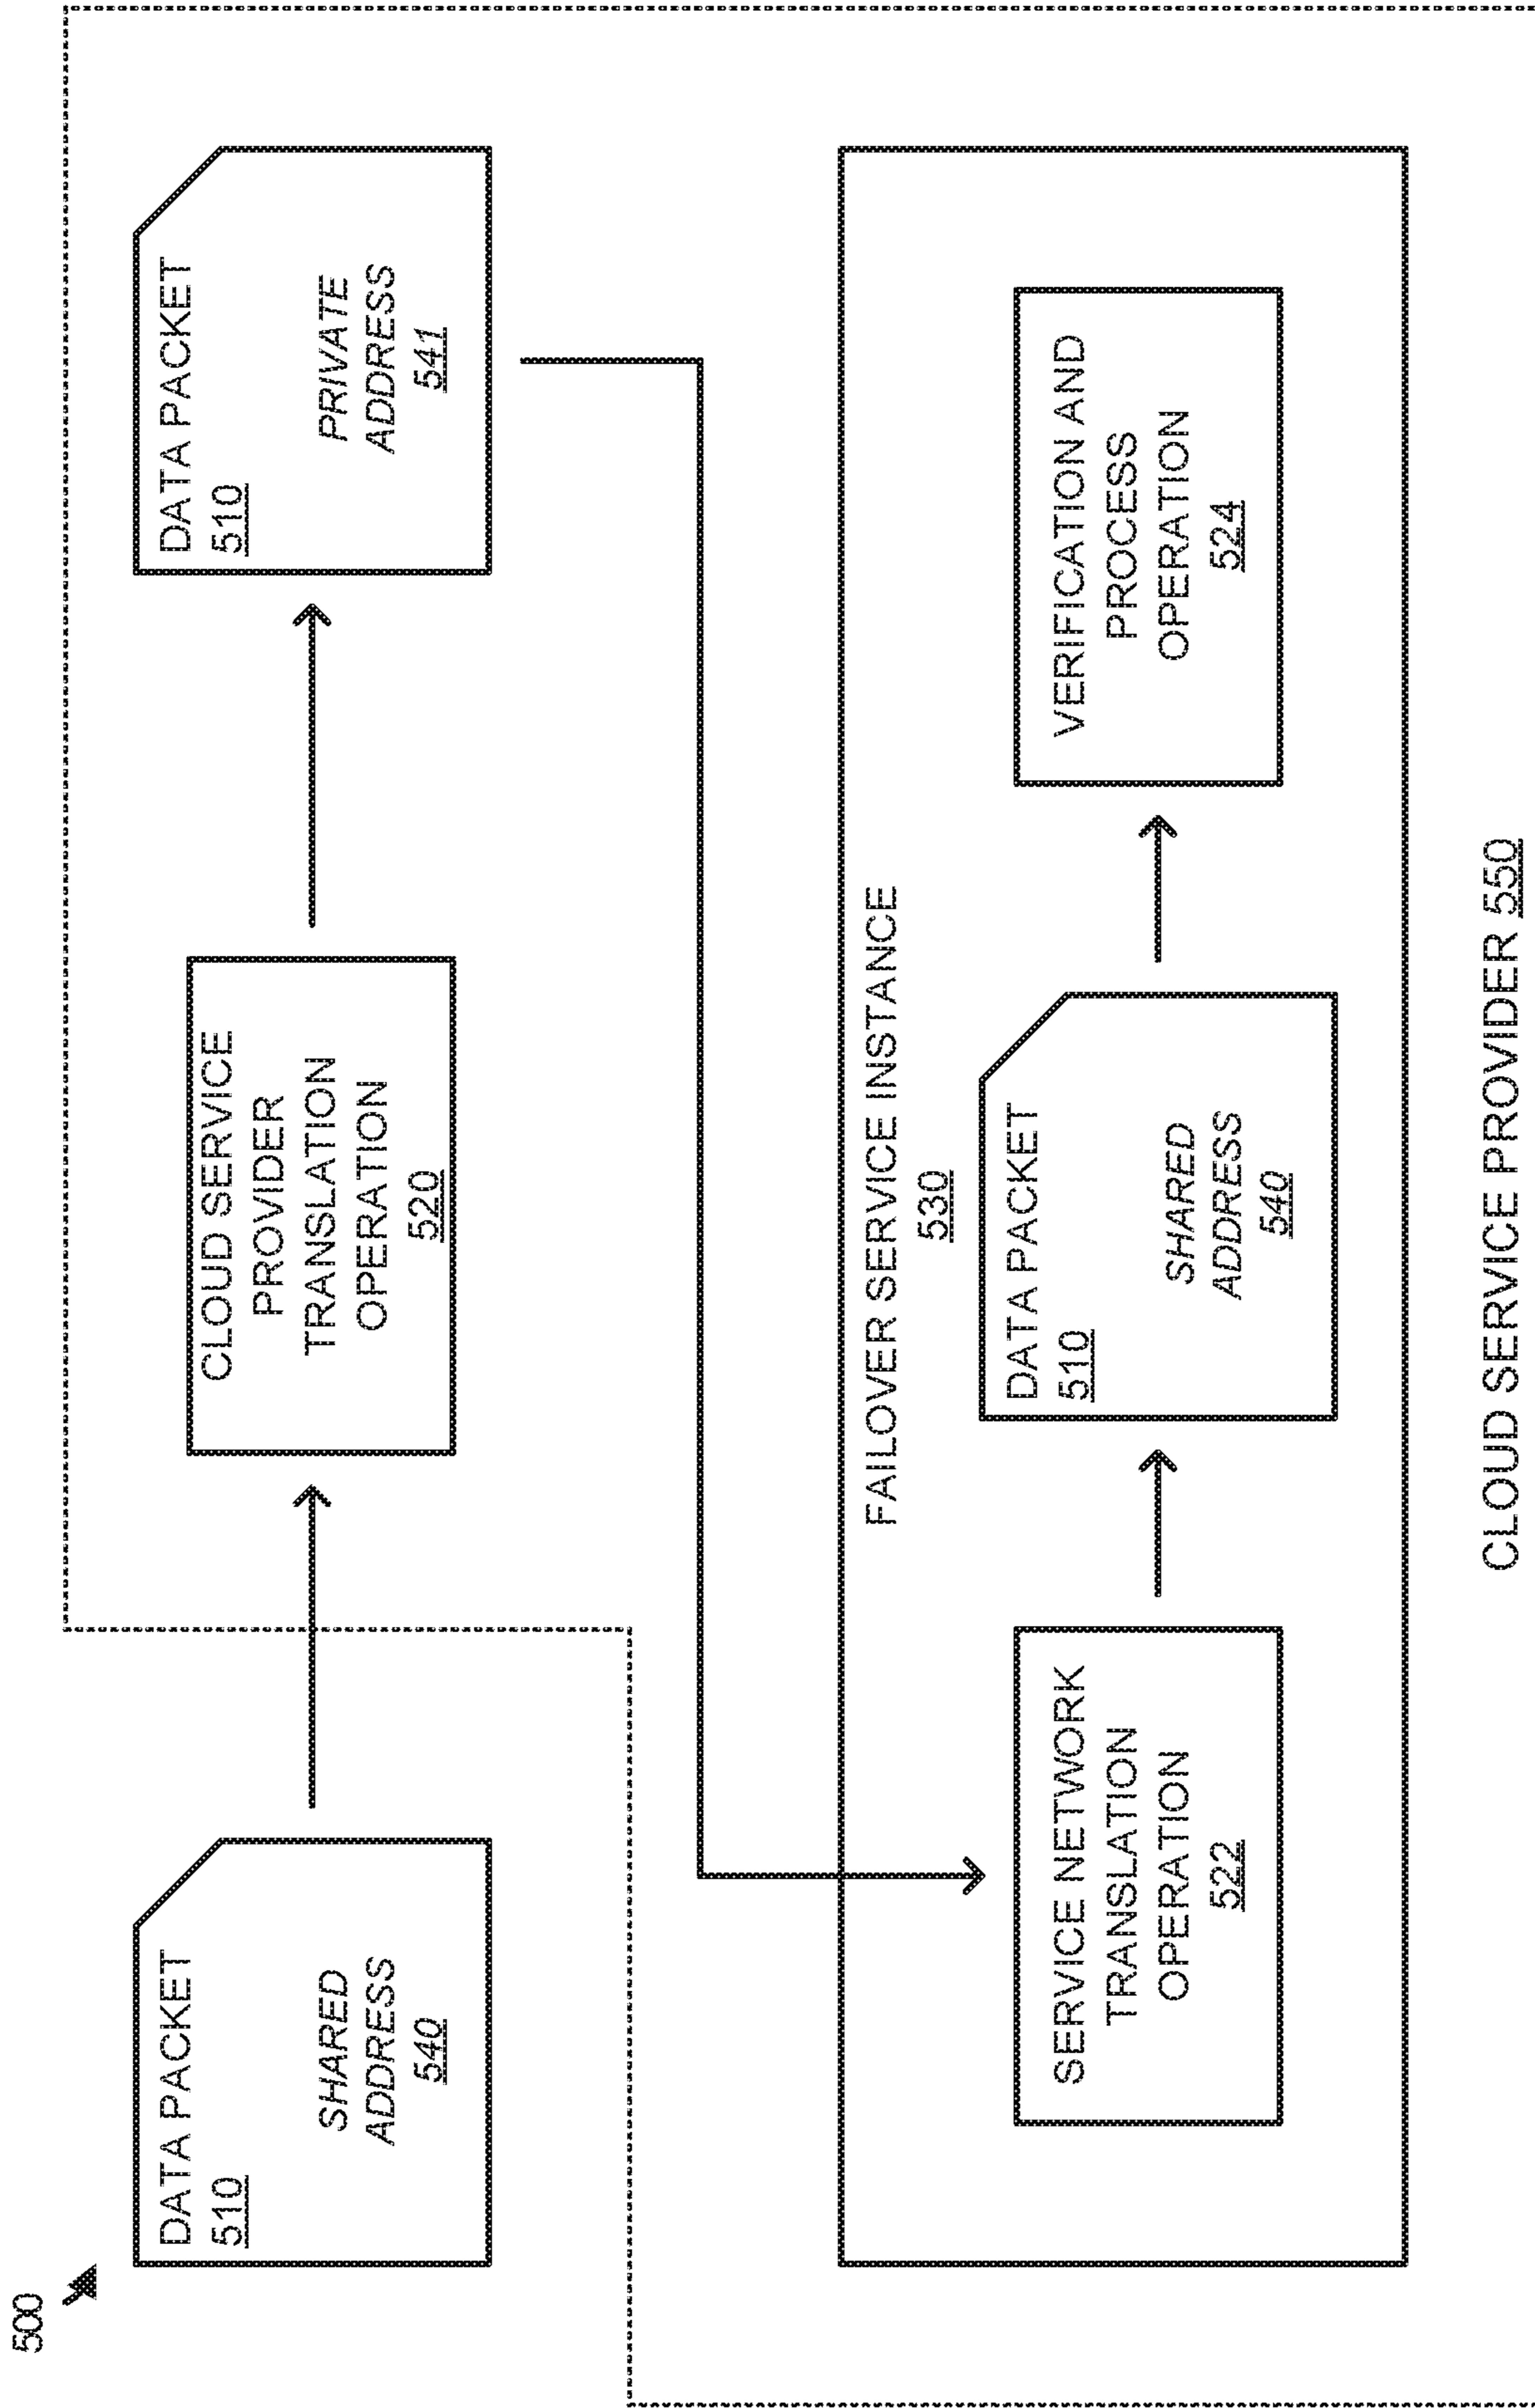 500
DATA PACKET
510
SHARED
ADDRESS
540
CLOUD SERVICE
PROVIDER
TRANSLATION
OPERATION
520
DATA PACKET
510
PRIVATE
ADDRESS
541
FAILOVER SERVICE INSTANCE
530
SERVICE NETWORK
TRANSLATION
OPERATION
522
DATA PACKET
510
SHARED
ADDRESS
540
VERIFICATION AND
PROCESS
OPERATION
524
CLOUD SERVICE PROVIDER 550